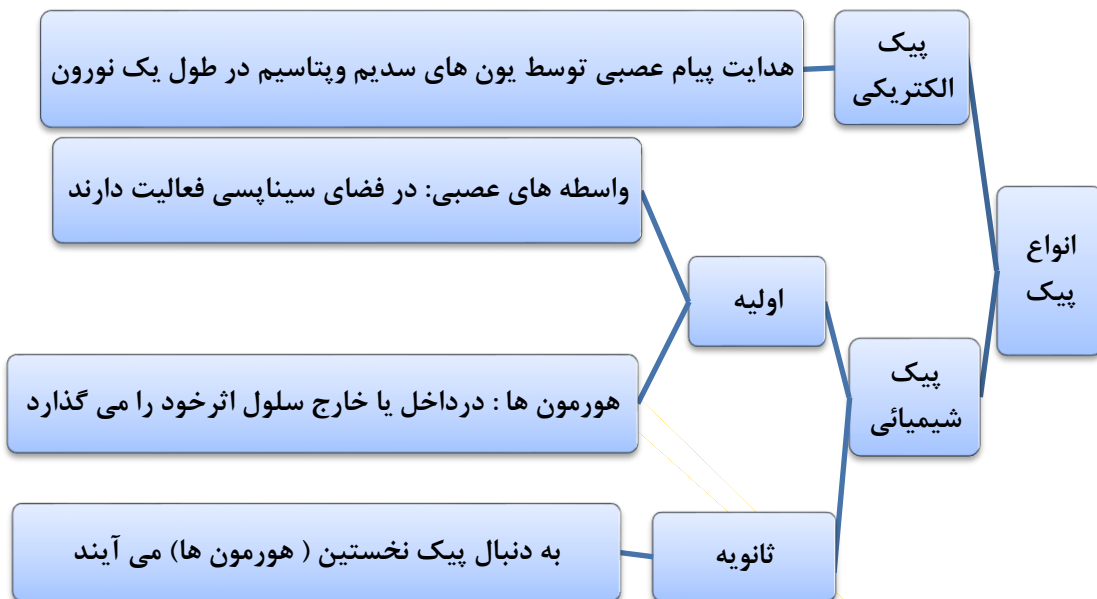 انواع
پیک
پیک
الکتریکی
هدایت پیام عصبی توسط یون های سدیم وپتاسیم در طول یک نورون
پیک
شیمیائی
اولیه
واسطه های عصبی: در فضای سیناپسی فعالیت دارند
هورمون ها : درداخل یا خارج سلول اثرخود را می گذارد
ثانویه
به دنبال پیک نخستین ( هورمون ها) می آیند